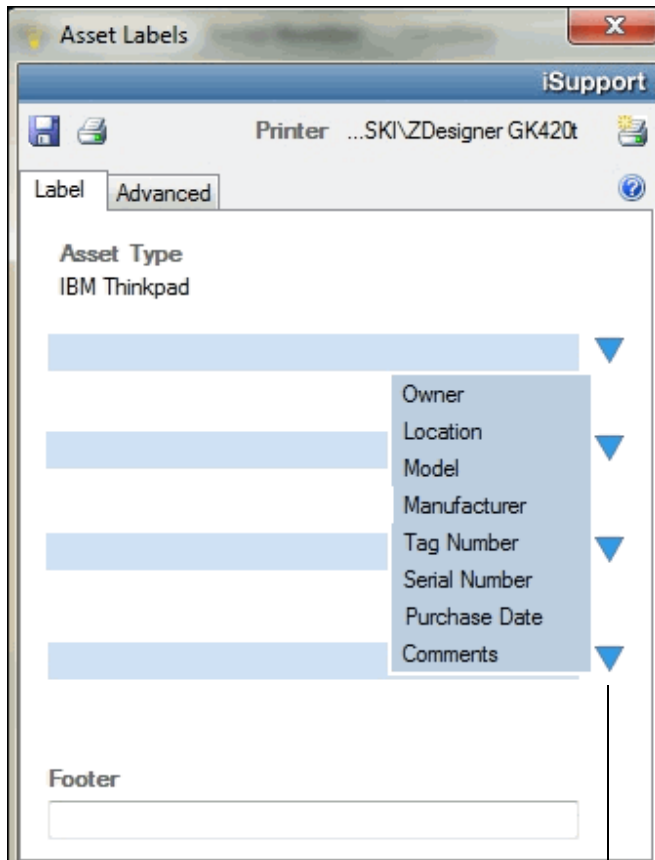 Asset Labels
iSupport
Printer ...SKI\ZDesigner GK420t
Label Advanced
Asset Type
IBM Thinkpad
Owner
Location
Model
Manufacturer
Tag Number
Serial Number
Purchase Date
Comments
Footer